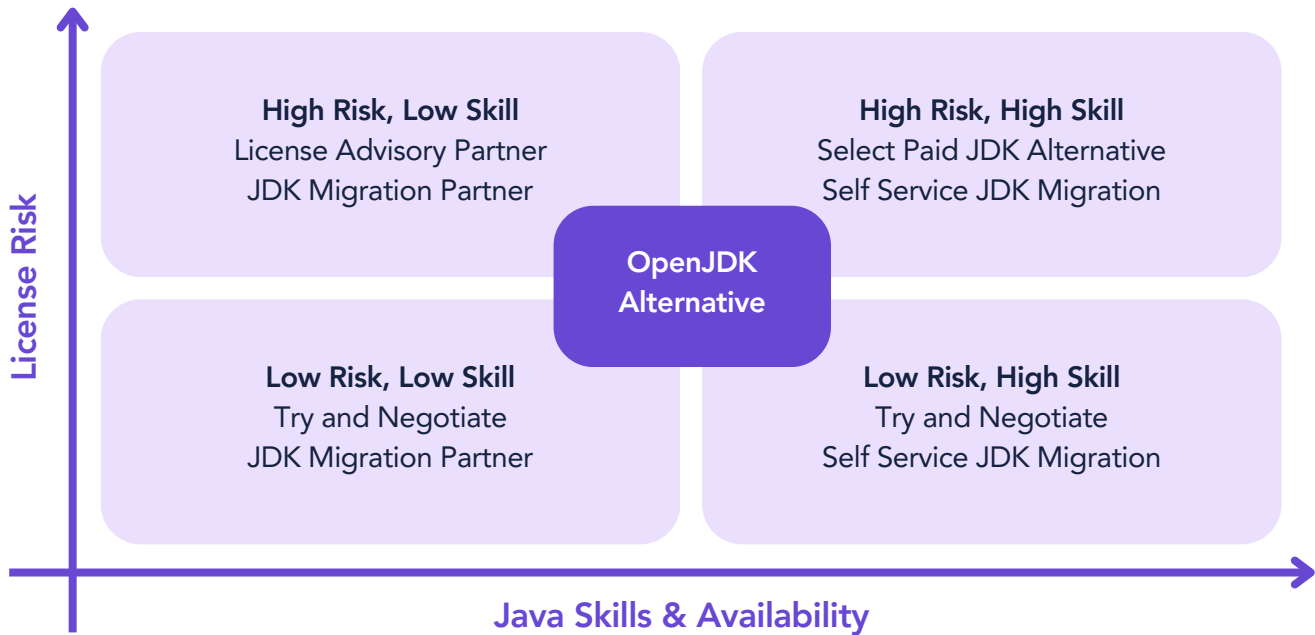 License Risk
High Risk, Low Skill
License Advisory Partner
JDK Migration Partner
High Risk, High Skill
Select Paid JDK Alternative
Self Service JDK Migration
OpenJDK
Alternative
Low Risk, Low Skill
Try and Negotiate
JDK Migration Partner
Low Risk, High Skill
Try and Negotiate
Self Service JDK Migration
Java Skills & Availability